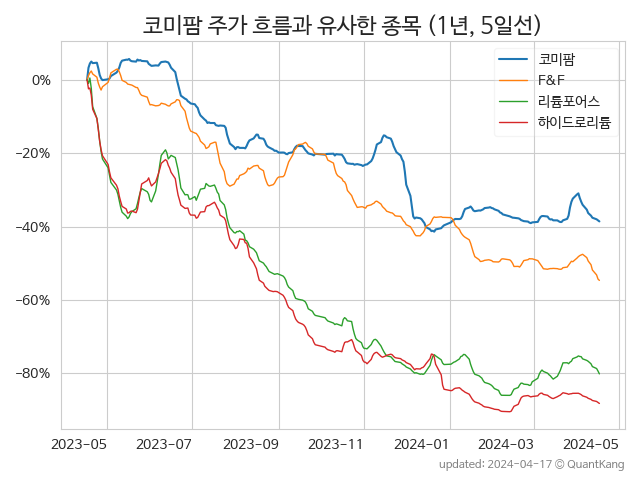 코미팜 주가 흐름과 유사한 종목 (1년, 5일선)
코미팜
F&F
리튬포어스
하이드로리튬
0%
−20%
−40%
−60%
−80%
2023-05 2023-07 2023-09 2023-11 2024-01 2024-03 2024-05
updated: 2024-04-17 © QuantKang